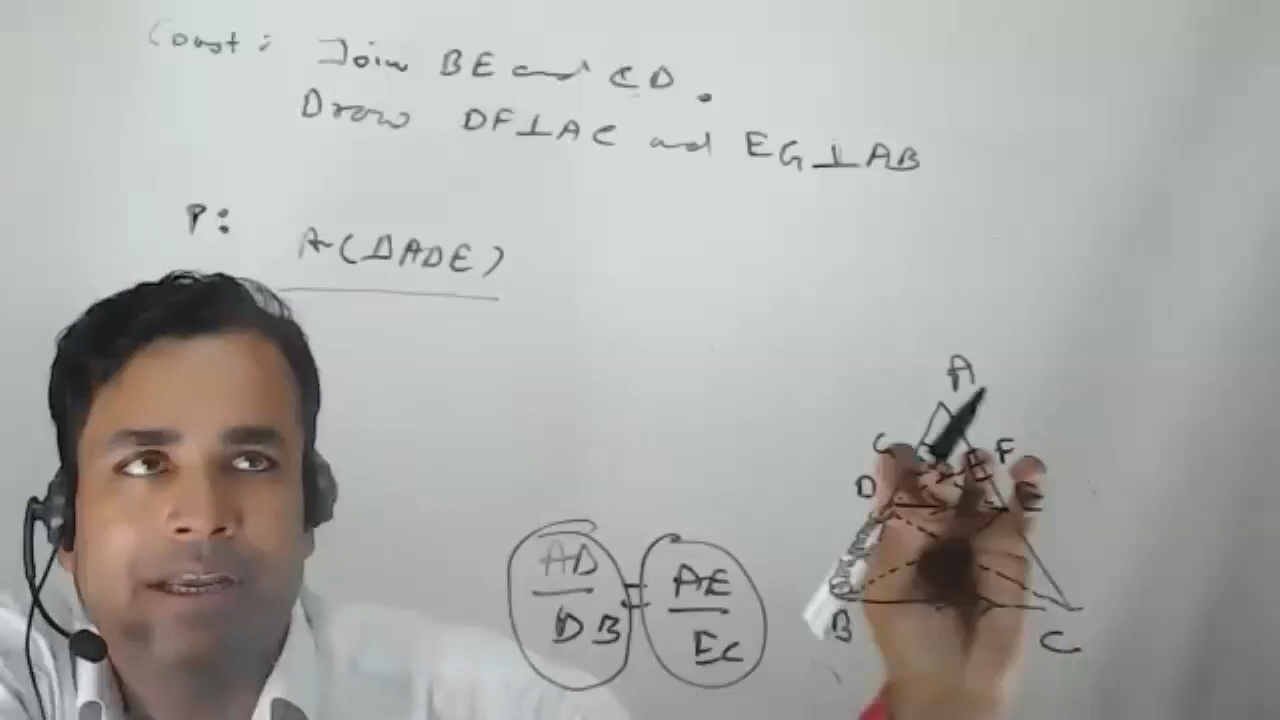 Const: Join BE and CD.
Draw DF⊥AC and EG⊥AB
P:
A(ΔADE)
AD
DB
=
AE
EC
A
G
F
D
E
B
C